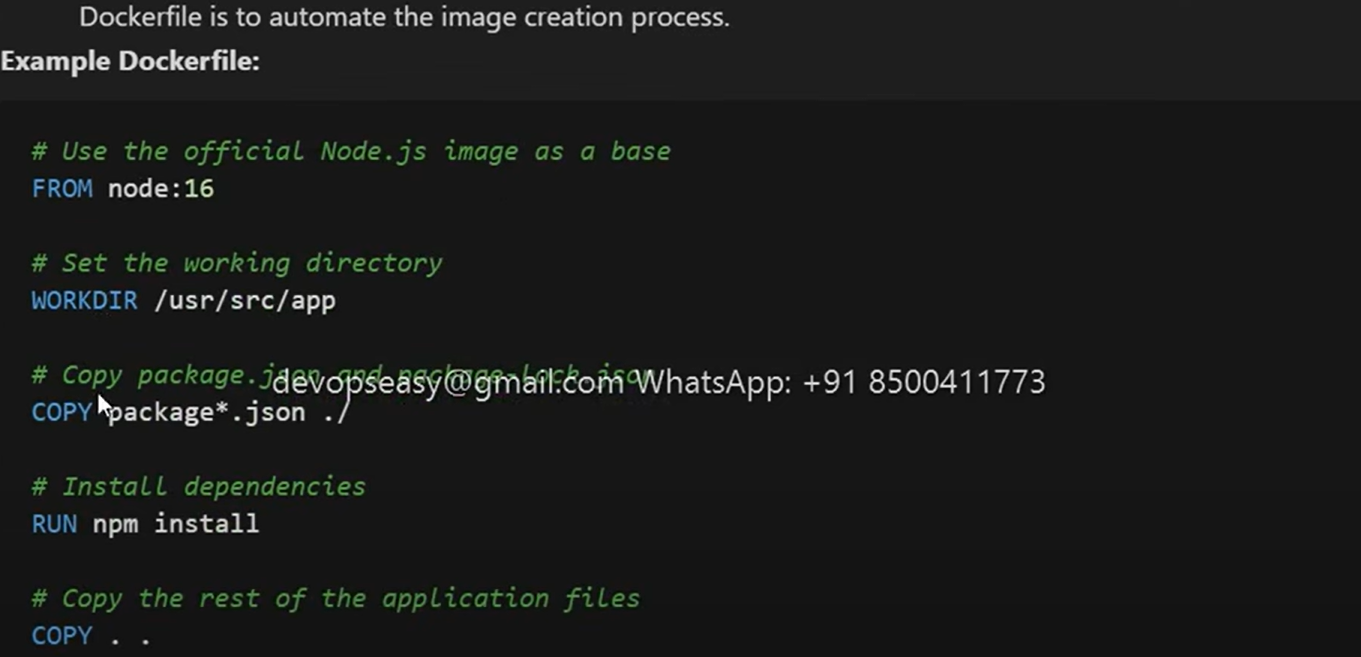 Dockerfile is to automate the image creation process.
Example Dockerfile:
# Use the official Node.js image as a base
FROM node:16
# Set the working directory
WORKDIR /usr/src/app
# Copy package.json and package-lock.json
devopseasy@gmail.com WhatsApp: +91 8500411773
COPY package*.json ./
# Install dependencies
RUN npm install
# Copy the rest of the application files
COPY . .